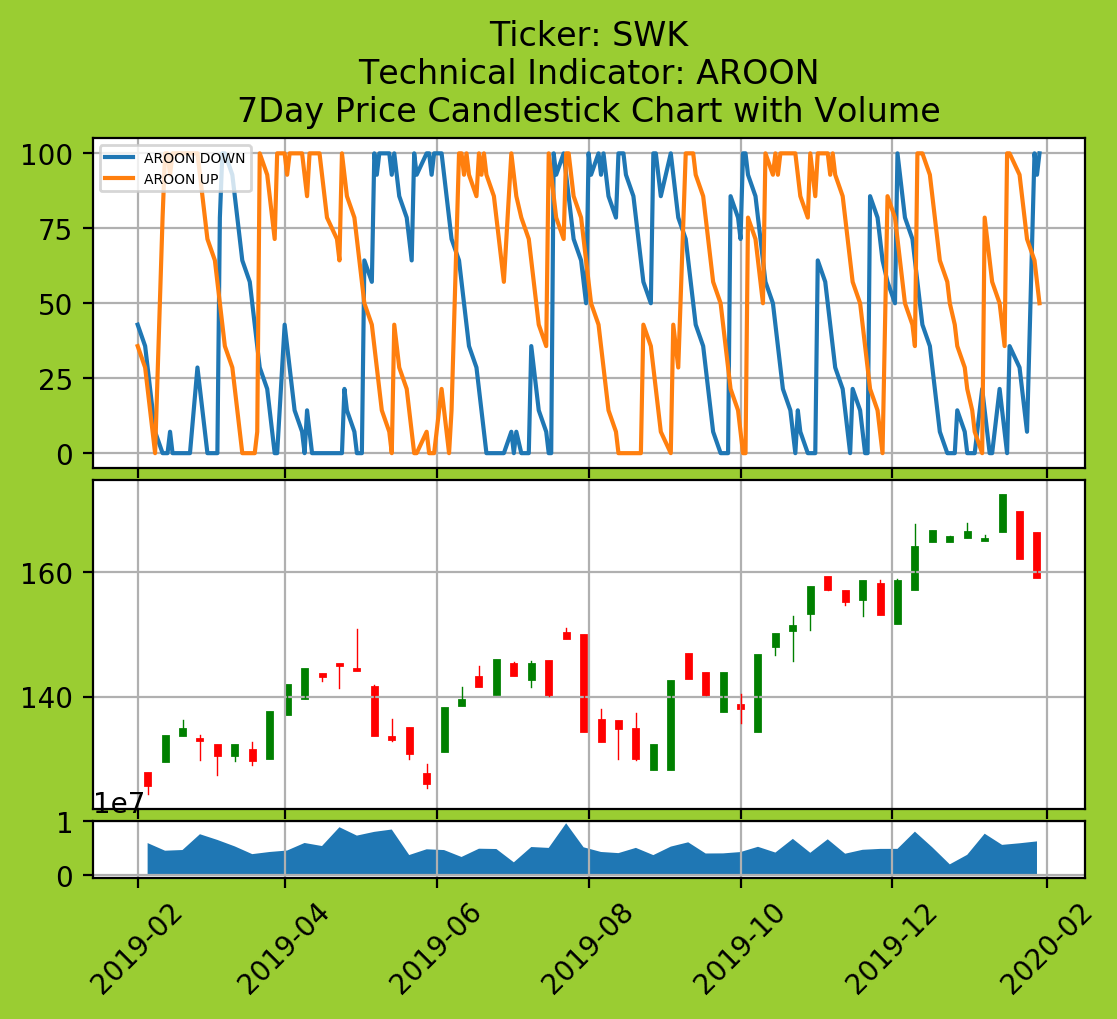 Ticker: SWK
Technical Indicator: AROON
7Day Price Candlestick Chart with Volume
100
75
50
25
0
AROON DOWN
AROON UP
160
140
1e7
1
0
2019-02
2019-04
2019-06
2019-08
2019-10
2019-12
2020-02